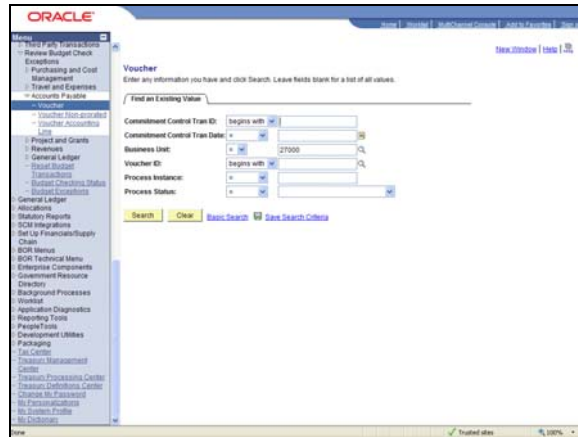 ORACLE
Home | Worklist | MultiChannel Console | Add to Favorites | Sign
Menu
Third Party Transactions
Review Budget Check
Exceptions
Purchasing and Cost
Management
Travel and Expenses
Accounts Payable
Voucher
Voucher Non-prorated
Voucher Accounting
Line
Project and Grants
Revenues
General Ledger
Reset Budget
Transactions
Budget Checking Status
Budget Exceptions
General Ledger
Allocations
Statutory Reports
SCM Integrations
Set Up Financials/Supply
Chain
BOR Menus
BOR Technical Menu
Enterprise Components
Government Resource
Directory
Background Processes
Worklist
Application Diagnostics
Reporting Tools
PeopleTools
Development Utilities
Packaging
Tax Center
Treasury Management
Center
Treasury Processing Center
Treasury Definitions Center
Change My Password
My Personalizations
My System Profile
My Dictionary
New Window | Help |
Voucher
Enter any information you have and click Search. Leave fields blank for a list of all values.
Find an Existing Value
Commitment Control Tran ID: begins with
Commitment Control Tran Date: =
Business Unit: = 27000
Voucher ID: begins with
Process Instance: =
Process Status: =
Search Clear Basic Search Save Search Criteria
Done Trusted sites 100%